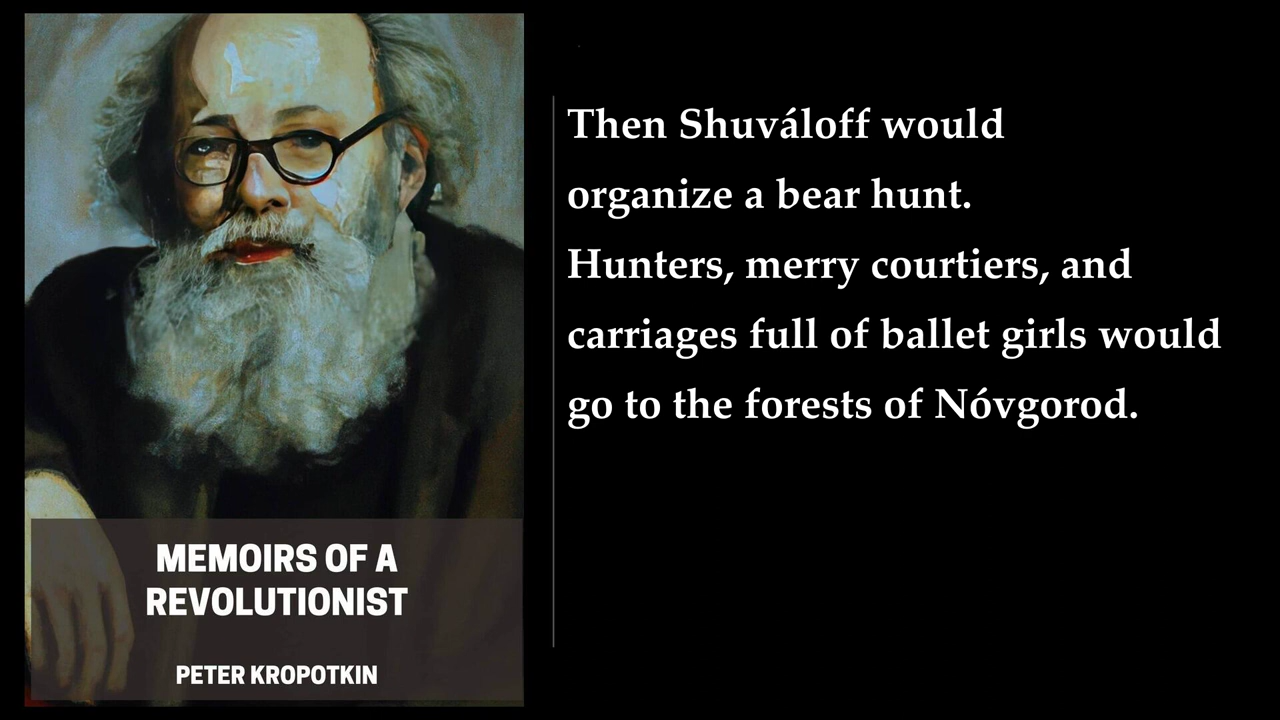 Then Shuváloff would
organize a bear hunt.
Hunters, merry courtiers, and
carriages full of ballet girls would
go to the forests of Nóvgorod.
MEMOIRS OF A
REVOLUTIONIST
PETER KROPOTKIN